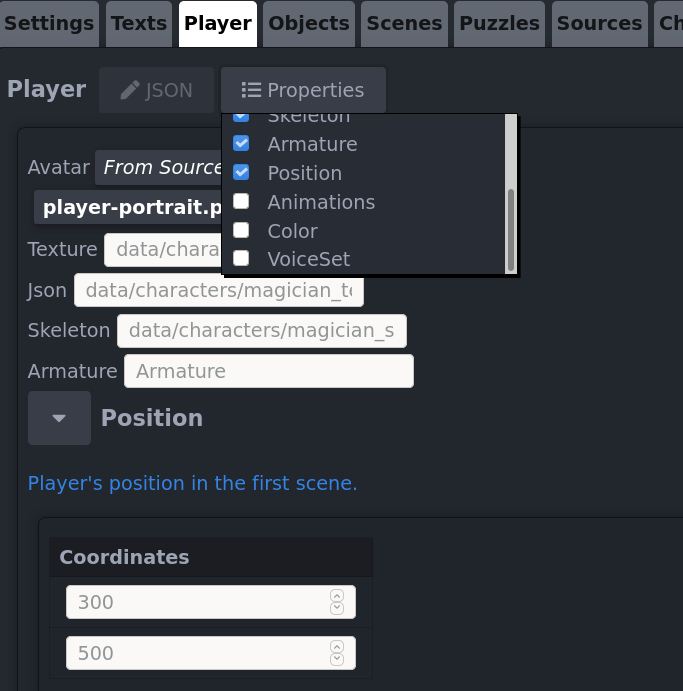 Settings Texts Player Objects Scenes Puzzles Sources Ch
Player JSON Properties
Skeleton
Armature
Position
Animations
Color
VoiceSet
Avatar From Source
player-portrait.p
Texture data/chara
Json data/characters/magician_te
Skeleton data/characters/magician_s
Armature Armature
Position
Player's position in the first scene.
Coordinates
300
500